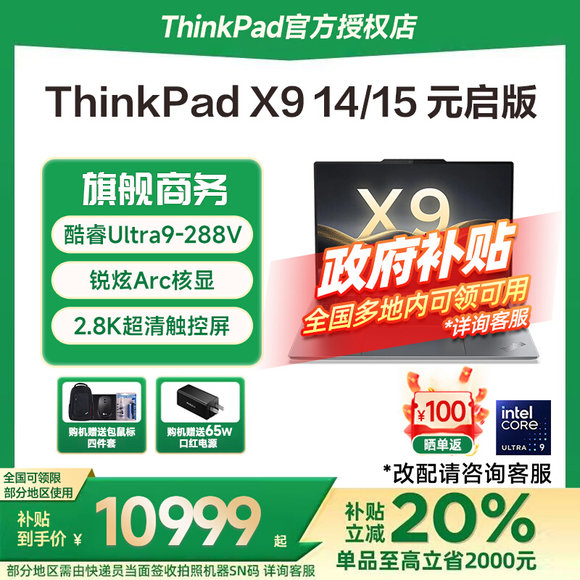 ThinkPad官方授权店
ThinkPad X9 14/15 元启版
旗舰商务
酷睿Ultra9-288V
锐炫Arc核显
2.8K超清触控屏
X9
政府补贴
全国多地内可领可用
*详询客服
购机赠送包鼠标
四件套
购机赠送65W
口红电源
¥100
晒单返
intel
CORE
ULTRA 9
*改配请咨询客服
全国可领限
部分地区使用
补贴
到手价
¥10999起
补贴
立减
20%
单品至高立省2000元
部分地区需由快递员当面签收拍照机器SN码 详询客服